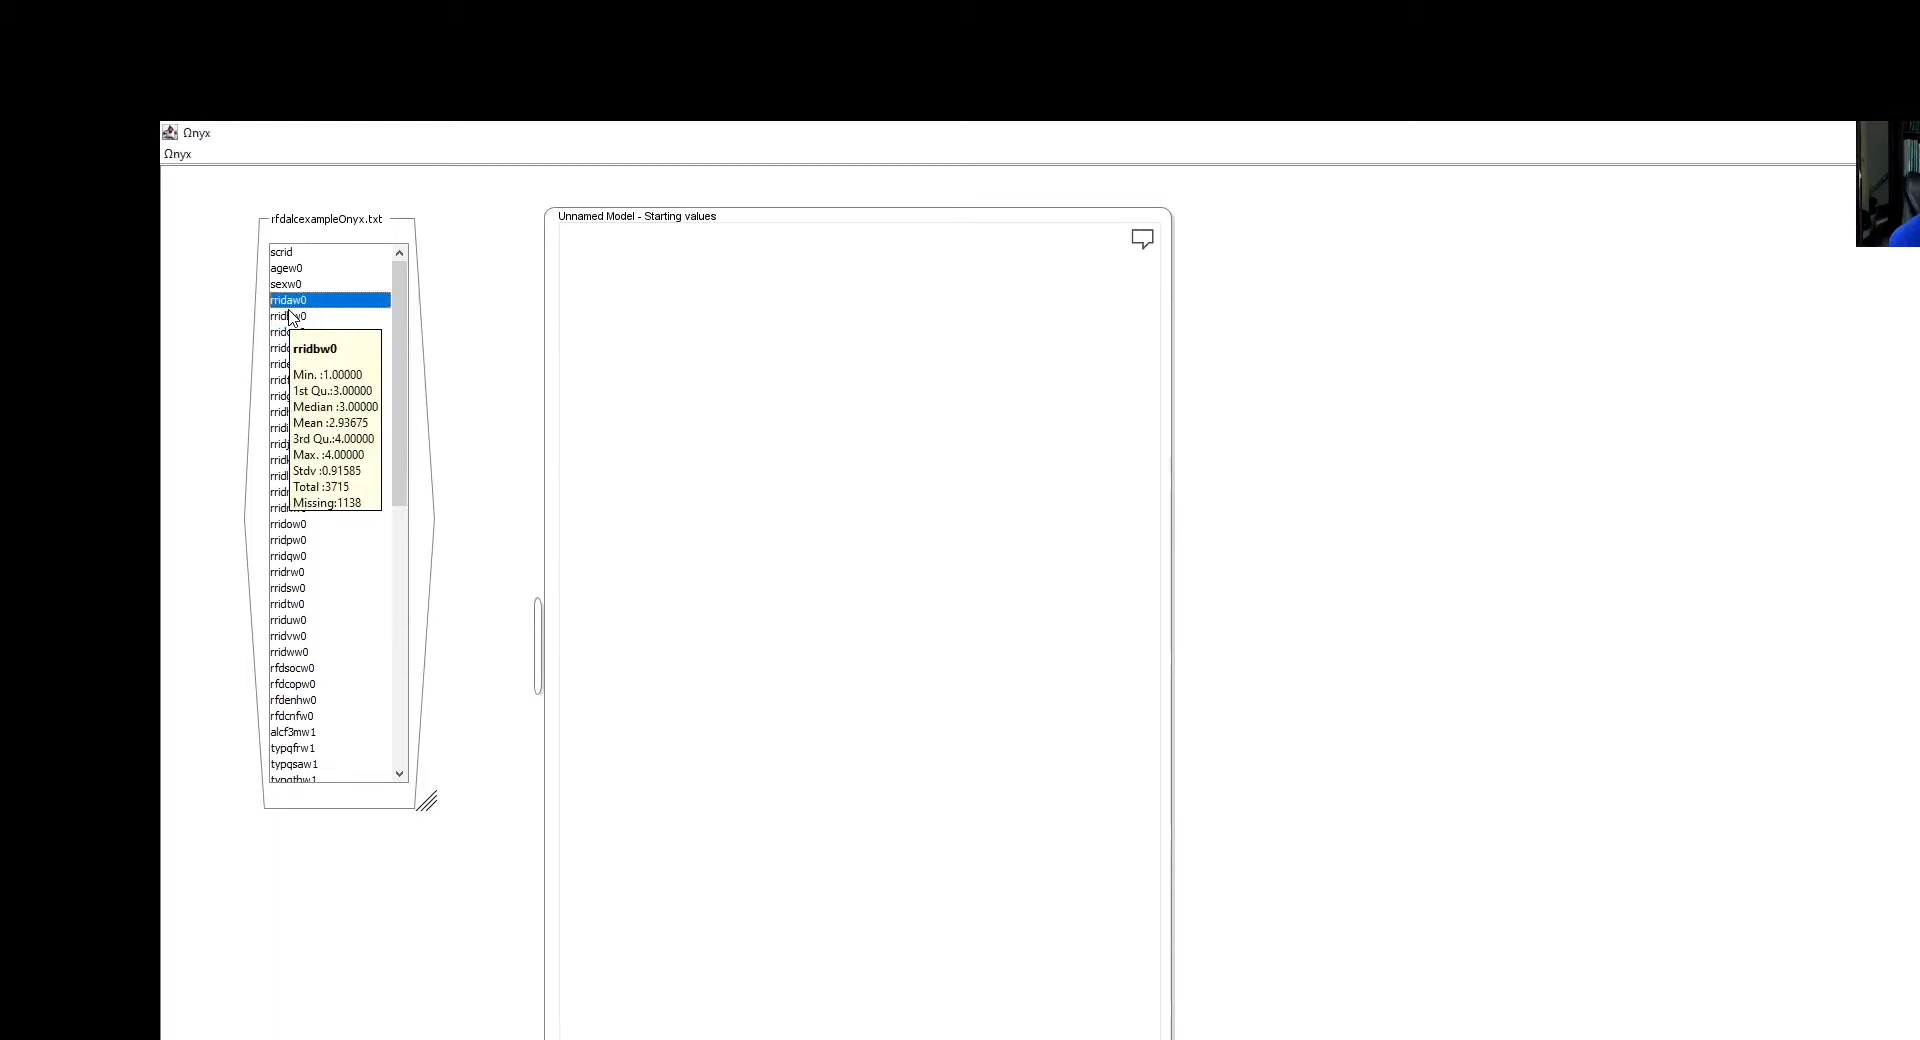 Ωnyx
Ωnyx
rfdalcexampleOnyx.txt
Unnamed Model - Starting values
scrid
agew0
sexw0
rridaw0
rridbw0
Min. :1.00000
1st Qu.:3.00000
Median :3.00000
Mean :2.93675
3rd Qu.:4.00000
Max. :4.00000
Stdv :0.91585
Total :3715
Missing:1138
rridow0
rridpw0
rridqw0
rridrw0
rridsw0
rridtw0
rriduw0
rridvw0
rridww0
rfdsocw0
rfdcopw0
rfdenhw0
rfdcnfw0
alcf3mw1
typqfrw1
typqsaw1